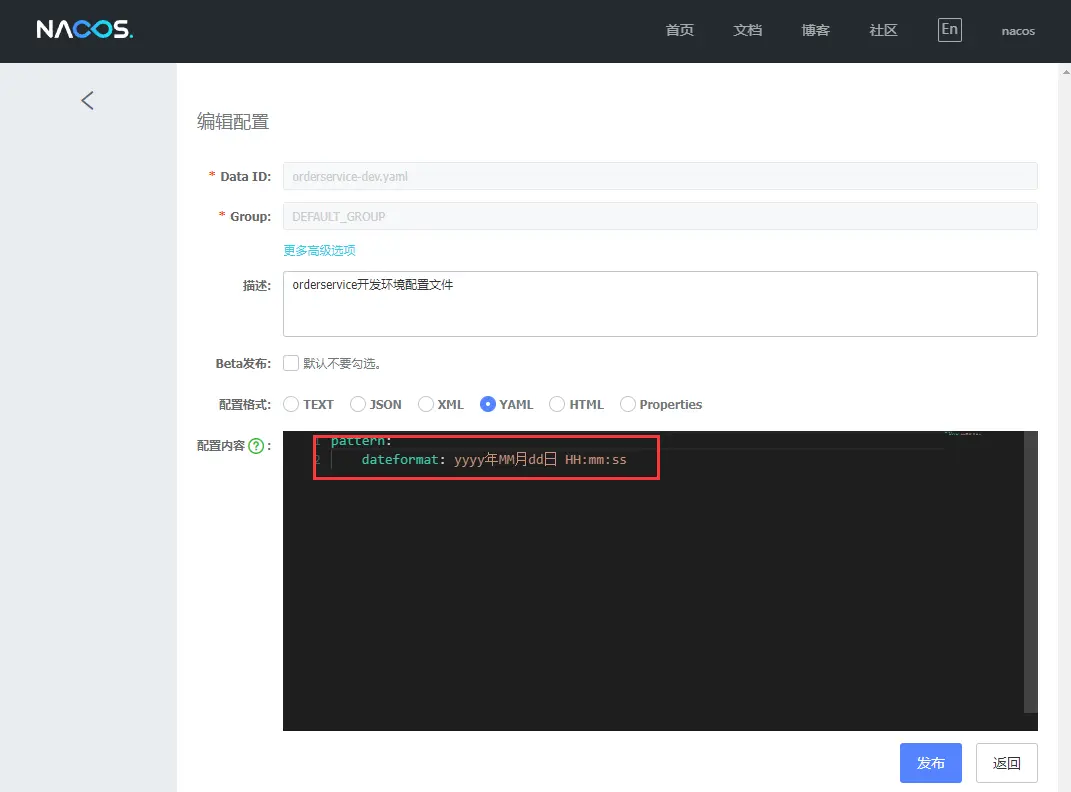 NACOS.
首页 文档 博客 社区 En nacos
编辑配置
* Data ID: orderservice-dev.yaml
* Group: DEFAULT_GROUP
更多高级选项
描述: orderservice开发环境配置文件
Beta发布: 默认不要勾选。
配置格式: TEXT JSON XML YAML HTML Properties
配置内容 ? :
1 pattern:
2 dateformat: yyyy年MM月dd日 HH:mm:ss
发布 返回